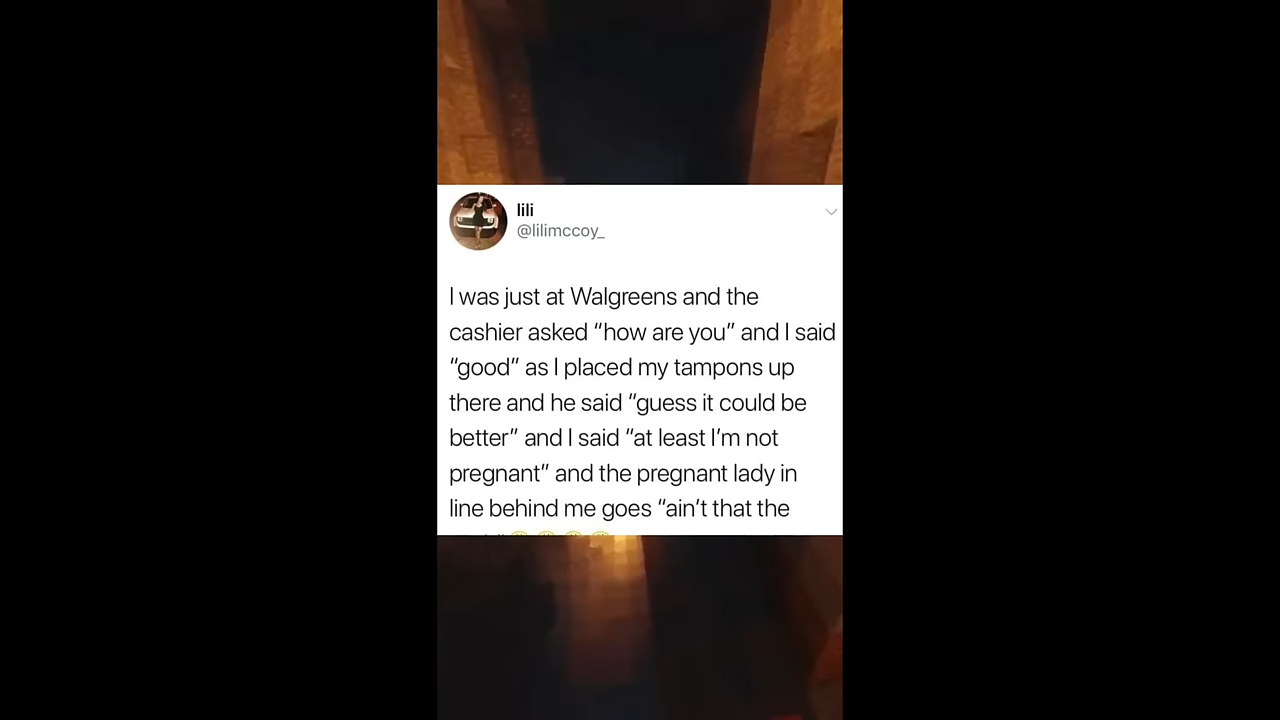 lili
@lilimccoy_
I was just at Walgreens and the
cashier asked “how are you” and I said
“good” as I placed my tampons up
there and he said “guess it could be
better” and I said “at least I’m not
pregnant” and the pregnant lady in
line behind me goes “ain’t that the